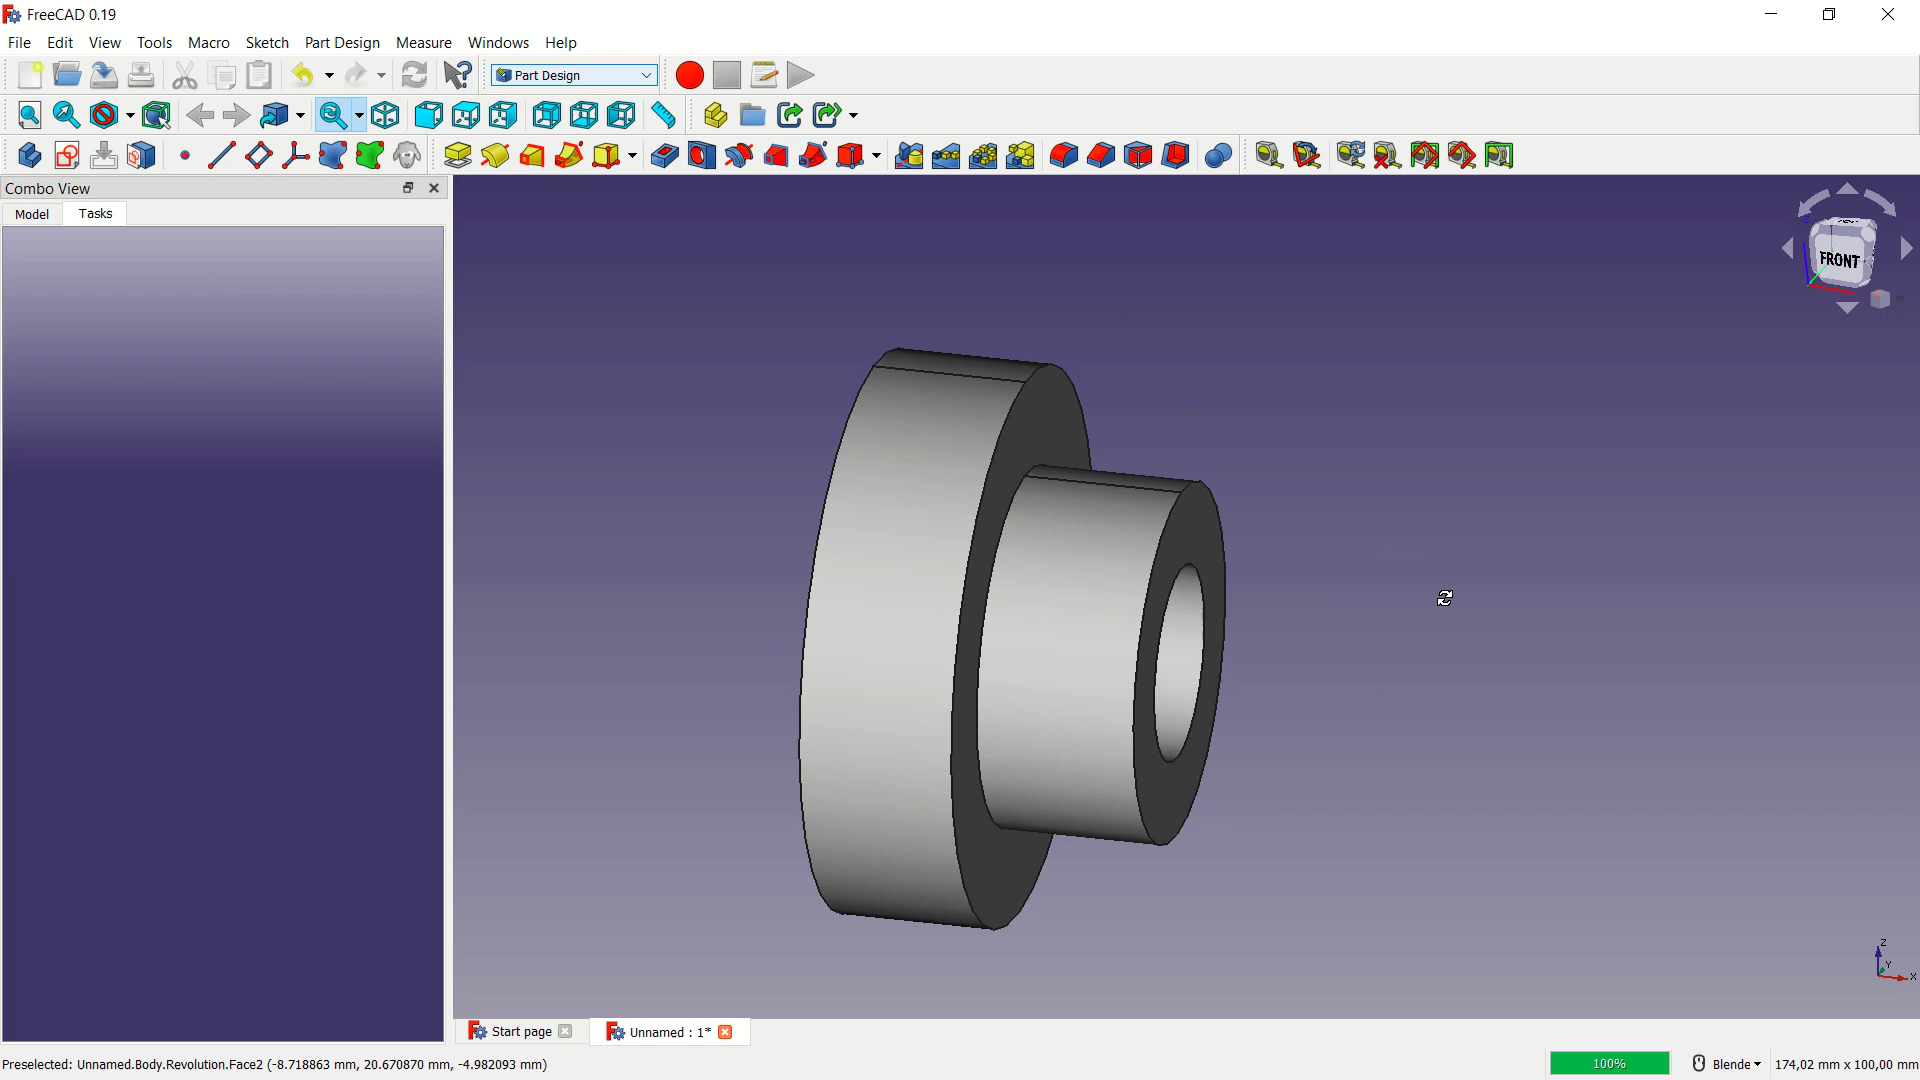 FreeCAD 0.19
File Edit View Tools Macro Sketch Part Design Measure Windows Help
Part Design
Combo View
Model Tasks
FRONT
Z
Y
X
Start page Unnamed : 1*
Preselected: Unnamed.Body.Revolution.Face2 (-8.718863 mm, 20.670870 mm, -4.982093 mm) 100% Blende 174,02 mm x 100,00 mm